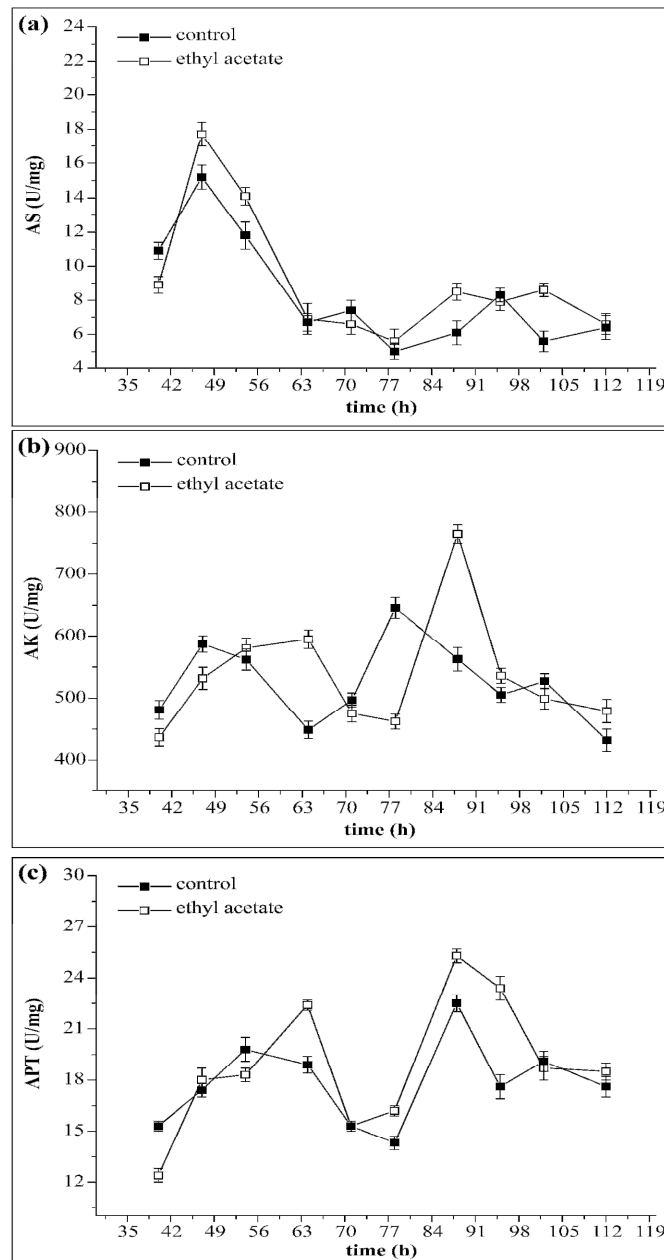 (a)
control
ethyl acetate
24
22
20
18
16
14
12
10
8
6
4
AS (U/mg)
35 42 49 56 63 70 77 84 91 98 105 112 119
time (h)
(b)
control
ethyl acetate
900
800
700
600
500
400
AK (U/mg)
35 42 49 56 63 70 77 84 91 98 105 112 119
time (h)
(c)
control
ethyl acetate
30
27
24
21
18
15
12
APT (U/mg)
35 42 49 56 63 70 77 84 91 98 105 112 119
time (h)